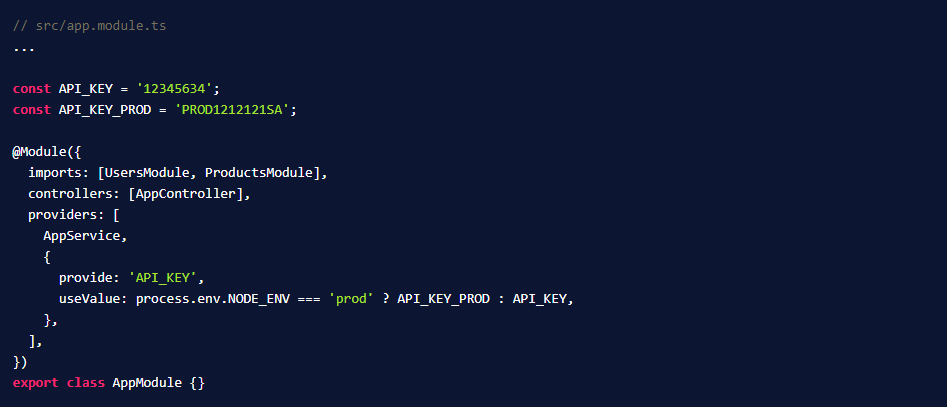 // src/app.module.ts
...
const API_KEY = '12345634';
const API_KEY_PROD = 'PROD1212121SA';
@Module({
  imports: [UsersModule, ProductsModule],
  controllers: [AppController],
  providers: [
    AppService,
    {
      provide: 'API_KEY',
      useValue: process.env.NODE_ENV === 'prod' ? API_KEY_PROD : API_KEY,
    },
  ],
})
export class AppModule {}